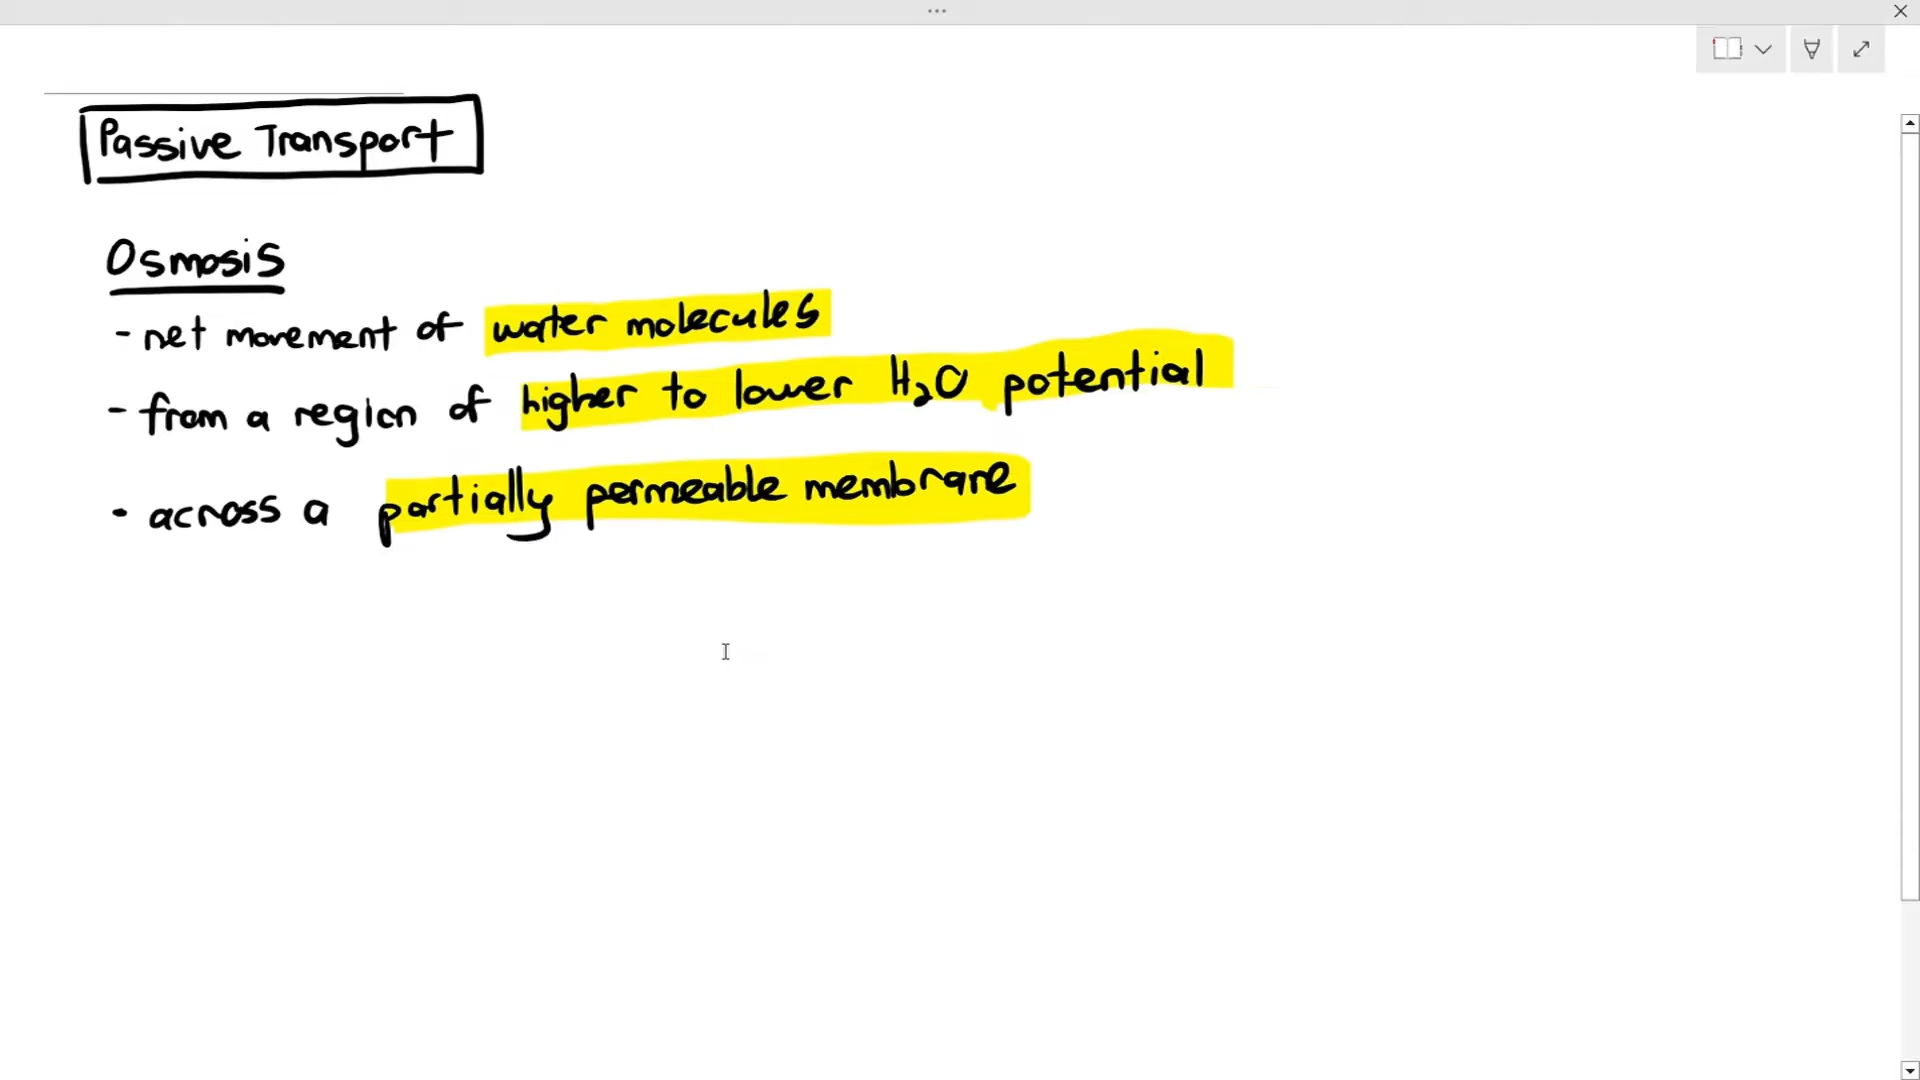 Passive Transport
Osmosis
- net movement of water molecules
- from a region of higher to lower H₂O potential
- across a partially permeable membrane